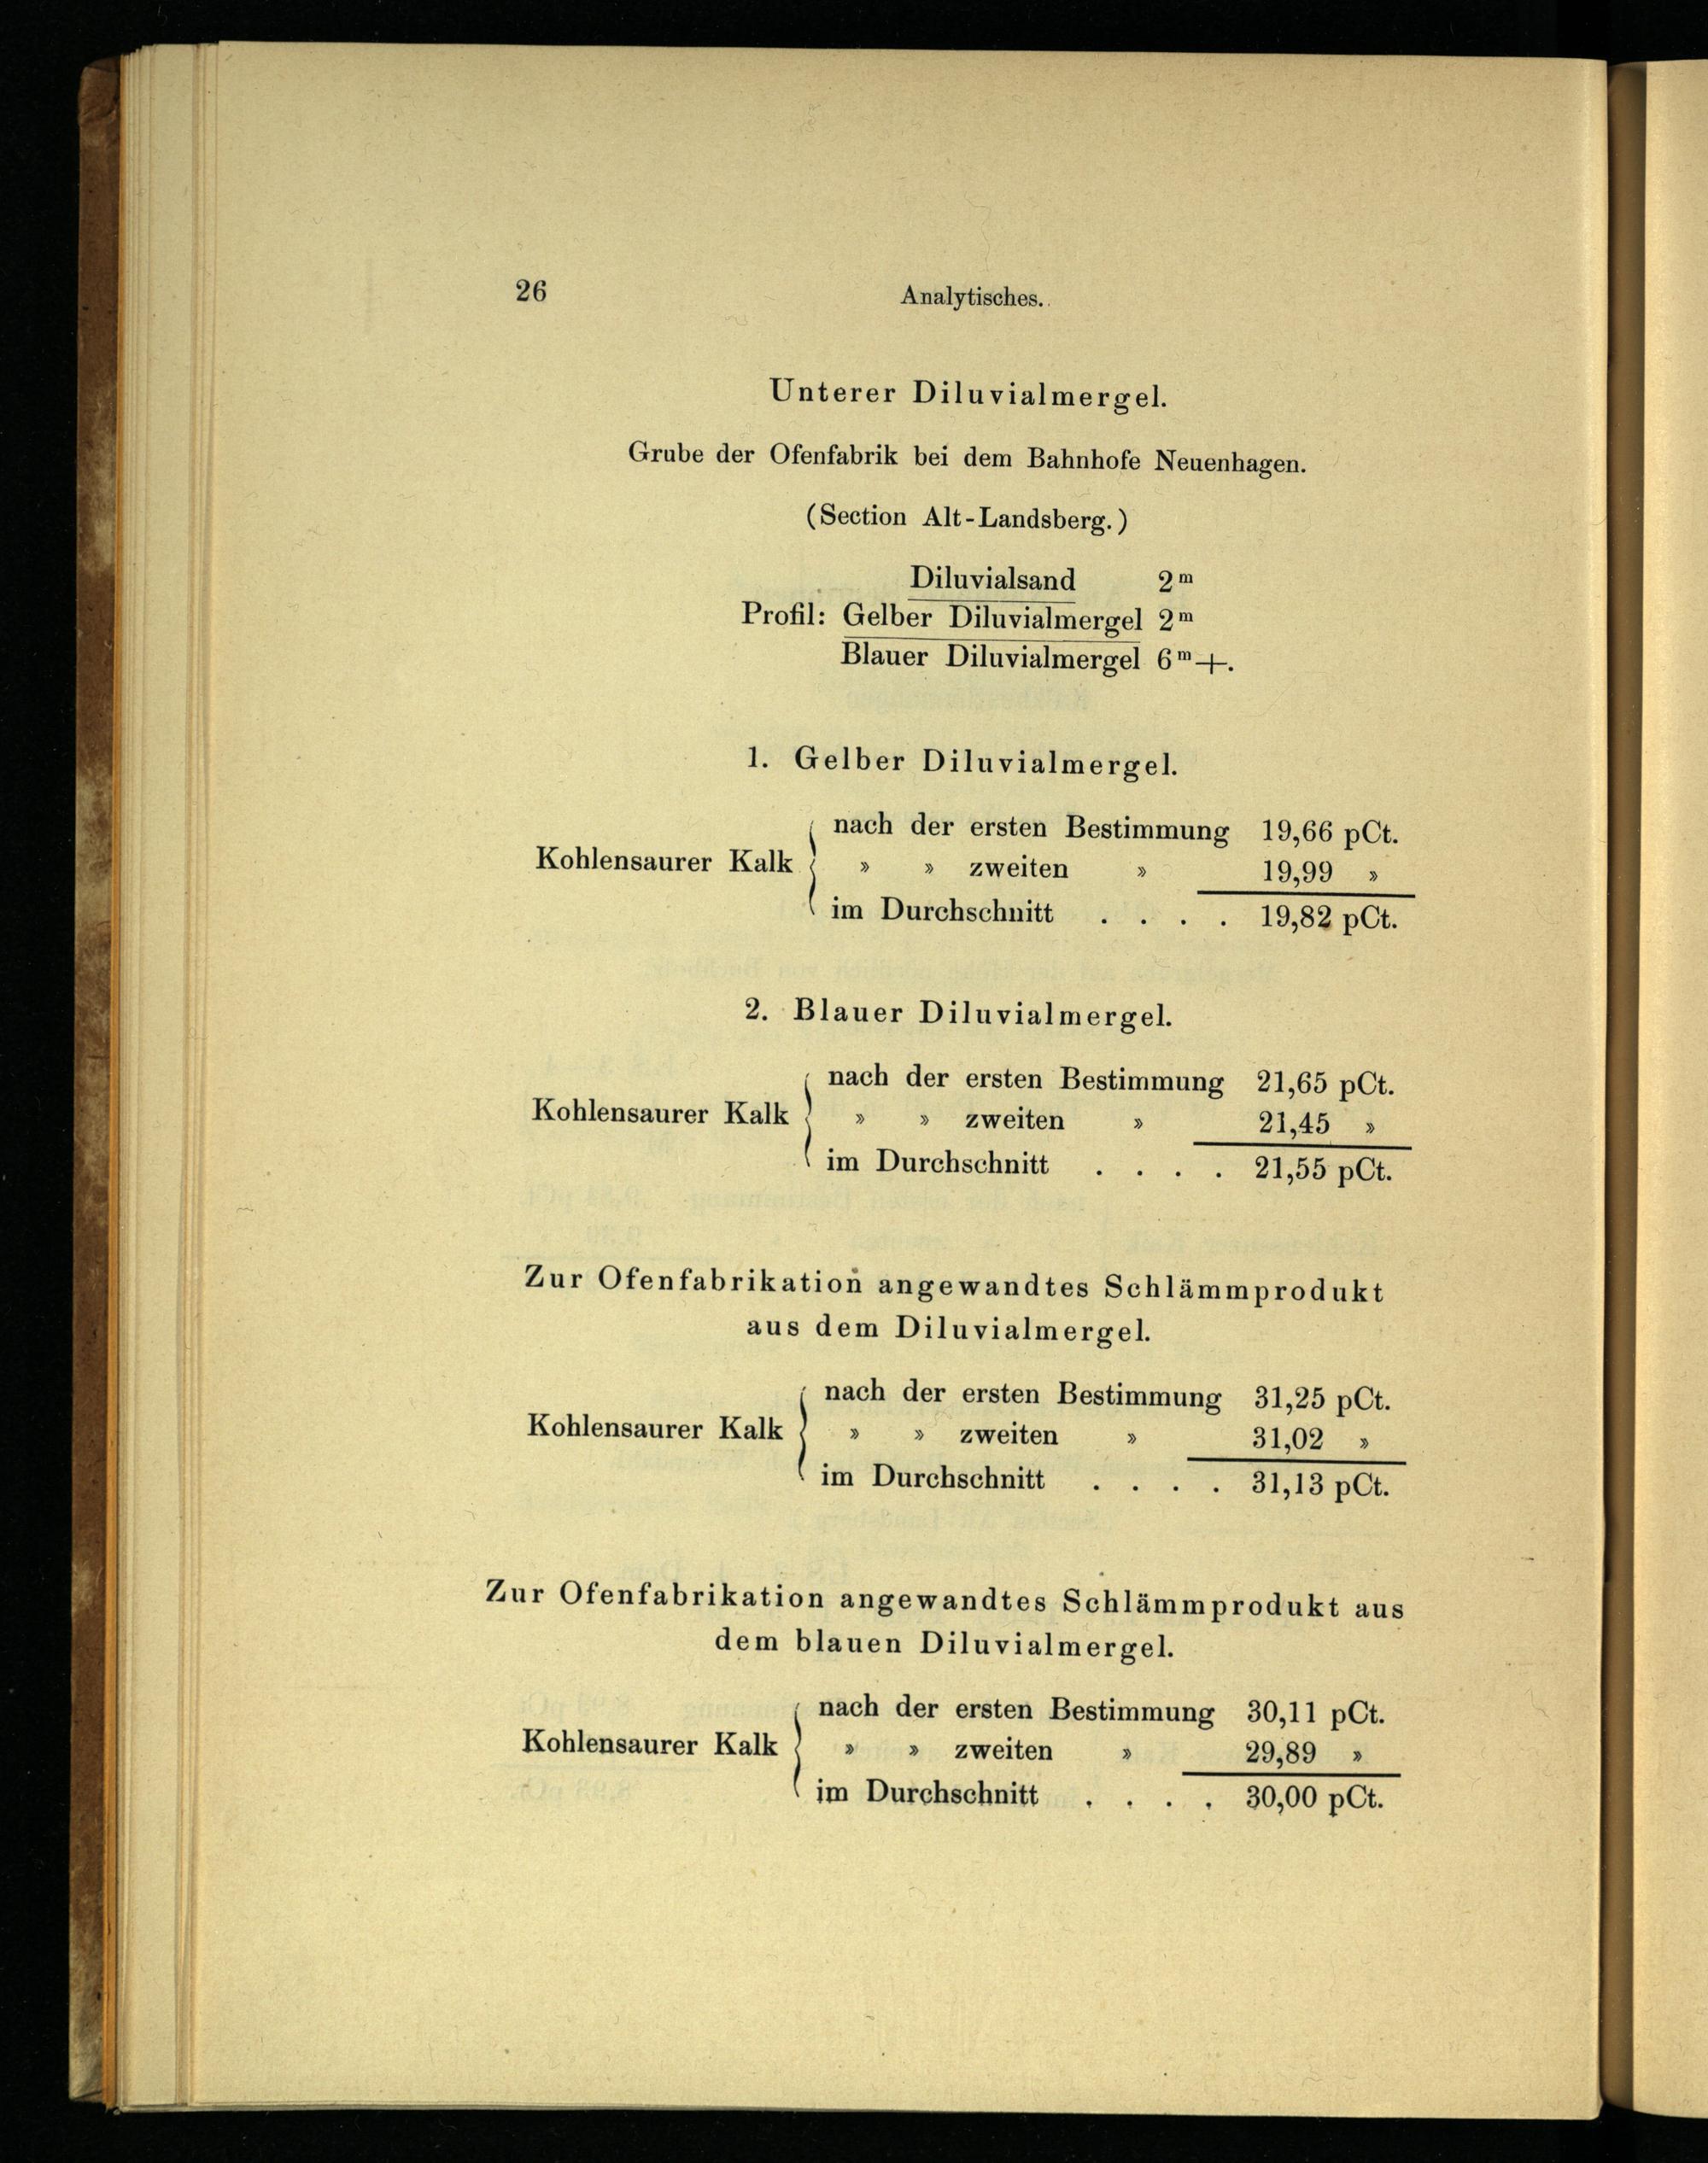 26
Analytisches.
Unterer Diluvialmergel.
Grube der Ofenfabrik bei dem Bahnhofe Neuenhagen.
(Section Alt-Landsberg.)
Diluvialsand 2 m
Profil: Gelber Diluvialmergel 2 m
Blauer Diluvialmergel 6 m +.
1. Gelber Diluvialmergel.
nach der ersten Bestimmung 19,66 pCt.
Kohlensaurer Kalk » » zweiten » 19,99 »
im Durchschnitt . . . . 19,82 pCt.
2. Blauer Diluvialmergel.
nach der ersten Bestimmung 21,65 pCt.
Kohlensaurer Kalk » » zweiten » 21,45 »
im Durchschnitt . . . . 21,55 pCt.
Zur Ofenfabrikation angewandtes Schlämmprodukt
aus dem Diluvialmergel.
nach der ersten Bestimmung 31,25 pCt.
Kohlensaurer Kalk » » zweiten » 31,02 »
im Durchschnitt . . . . 31,13 pCt.
Zur Ofenfabrikation angewandtes Schlämmprodukt aus
dem blauen Diluvialmergel.
nach der ersten Bestimmung 30,11 pCt.
Kohlensaurer Kalk » » zweiten » 29,89 »
im Durchschnitt . . . . 30,00 pCt.